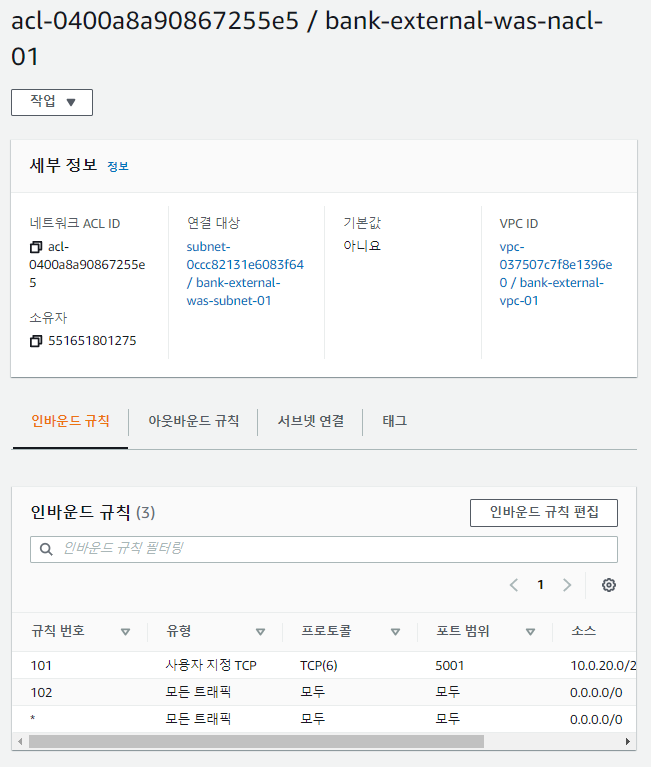 acl-0400a8a90867255e5 / bank-external-was-nacl-
01
작업
세부 정보 정보
네트워크 ACL ID
acl-
0400a8a90867255e
5
소유자
551651801275
연결 대상
subnet-
0ccc82131e6083f64
/ bank-external-
was-subnet-01
기본값
아니요
VPC ID
vpc-
037507c7f8e1396e
0 / bank-external-
vpc-01
인바운드 규칙 아웃바운드 규칙 서브넷 연결 태그
인바운드 규칙 (3) 인바운드 규칙 편집
인바운드 규칙 필터링
1
규칙 번호 유형 프로토콜 포트 범위 소스
101 사용자 지정 TCP TCP(6) 5001 10.0.20.0/2
102 모든 트래픽 모두 모두 0.0.0.0/0
* 모든 트래픽 모두 모두 0.0.0.0/0